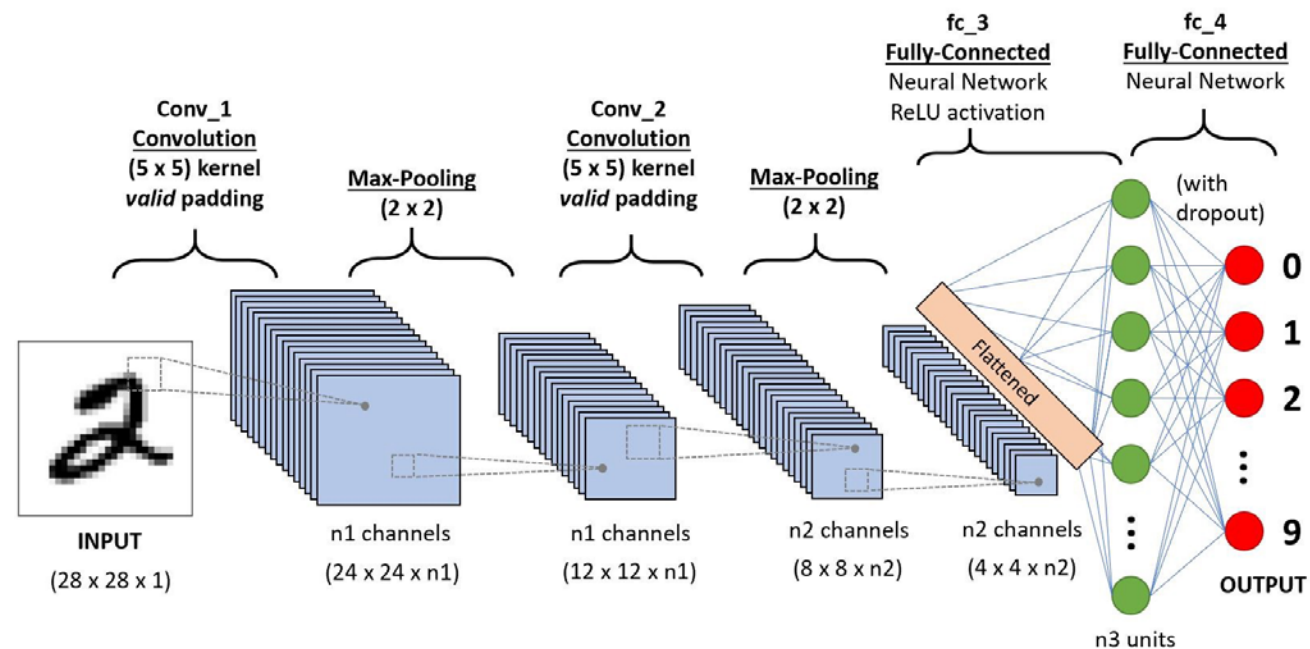 Conv_1
Convolution
(5 x 5) kernel
valid padding
Max-Pooling
(2 x 2)
Conv_2
Convolution
(5 x 5) kernel
valid padding
Max-Pooling
(2 x 2)
fc_3
Fully-Connected
Neural Network
ReLU activation
fc_4
Fully-Connected
Neural Network
(with
dropout)
Flattened
0
1
2
9
2
INPUT
(28 x 28 x 1)
n1 channels
(24 x 24 x n1)
n1 channels
(12 x 12 x n1)
n2 channels
(8 x 8 x n2)
n2 channels
(4 x 4 x n2)
n3 units
OUTPUT